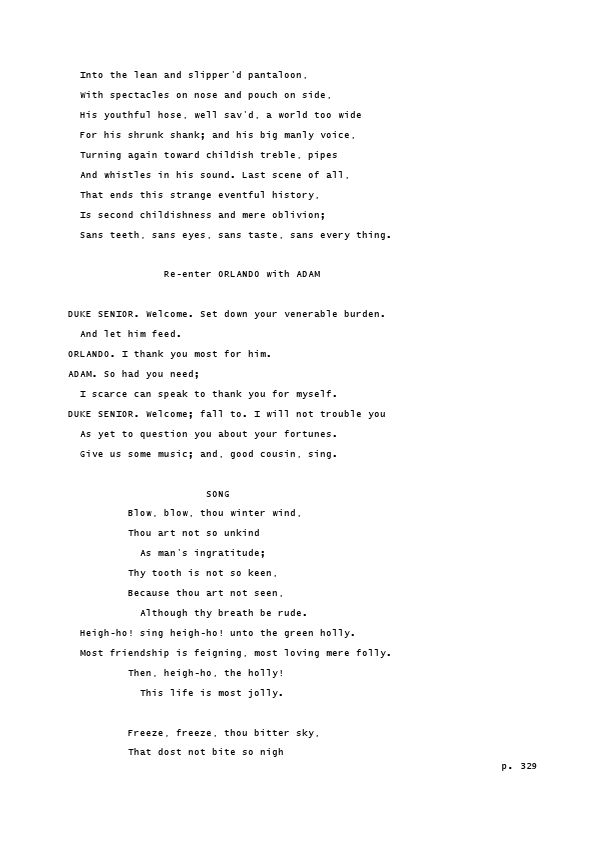 Into the lean and slipper'd pantaloon,
With spectacles on nose and pouch on side,
His youthful hose, well sav'd, a world too wide
For his shrunk shank; and his big manly voice,
Turning again toward childish treble, pipes
And whistles in his sound. Last scene of all,
That ends this strange eventful history,
Is second childishness and mere oblivion;
Sans teeth, sans eyes, sans taste, sans every thing.
Re-enter ORLANDO with ADAM
DUKE SENIOR. Welcome. Set down your venerable burden.
And let him feed.
ORLANDO. I thank you most for him.
ADAM. So had you need;
I scarce can speak to thank you for myself.
DUKE SENIOR. Welcome; fall to. I will not trouble you
As yet to question you about your fortunes.
Give us some music; and, good cousin, sing.
SONG
Blow, blow, thou winter wind,
Thou art not so unkind
As man's ingratitude;
Thy tooth is not so keen,
Because thou art not seen,
Although thy breath be rude.
Heigh-ho! sing heigh-ho! unto the green holly.
Most friendship is feigning, most loving mere folly.
Then, heigh-ho, the holly!
This life is most jolly.
Freeze, freeze, thou bitter sky,
That dost not bite so nigh
p. 329